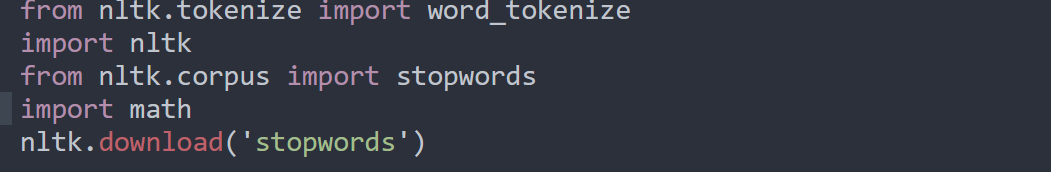 from nltk.tokenize import word_tokenize
import nltk
from nltk.corpus import stopwords
import math
nltk.download('stopwords')